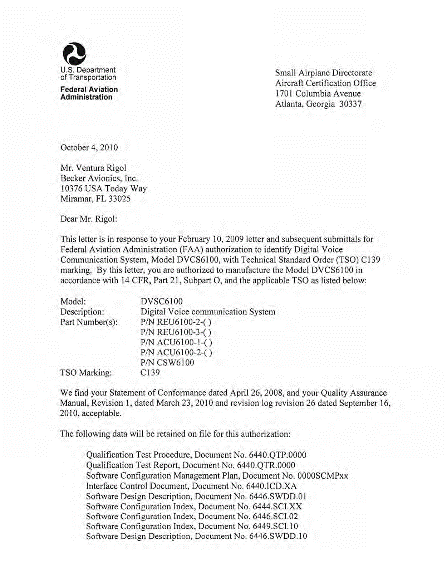 U.S. Department
of Transportation
Federal Aviation
Administration
Small Airplane Directorate
Aircraft Certification Office
1701 Columbia Avenue
Atlanta, Georgia 30337
October 4, 2010
Mr. Ventura Rigol
Becker Avionics, Inc.
10376 USA Today Way
Miramar, FL 33025
Dear Mr. Rigol:
This letter is in response to your February 10, 2009 letter and subsequent submittals for
Federal Aviation Administration (FAA) authorization to identify Digital Voice
Communication System, Model DVCS6100, with Technical Standard Order (TSO) C139
marking. By this letter, you are authorized to manufacture the Model DVCS6100 in
accordance with 14 CFR, Part 21, Subpart O, and the applicable TSO as listed below:
Model: DVSC6100
Description: Digital Voice communication System
Part Number(s): P/N REU6100-2-( )
P/N REU6100-3-( )
P/N ACU6100-1-( )
P/N ACU6100-2-( )
P/N CSW6100
TSO Marking: C139
We find your Statement of Conformance dated April 26, 2008, and your Quality Assurance
Manual, Revision 1, dated March 23, 2010 and revision log revision 26 dated September 16,
2010, acceptable.
The following data will be retained on file for this authorization:
Qualification Test Procedure, Document No. 6440.QTP.0000
Qualification Test Report, Document No. 6440.QTR.0000
Software Configuration Management Plan, Document No. 0000SCMPxx
Interface Control Document, Document No. 6440.ICD.XA
Software Design Description, Document No. 6446.SWDD.01
Software Configuration Index, Document No. 6444.SCI.XX
Software Configuration Index, Document No. 6446.SCI.02
Software Configuration Index, Document No. 6449.SCI.10
Software Design Description, Document No. 6446.SWDD.10